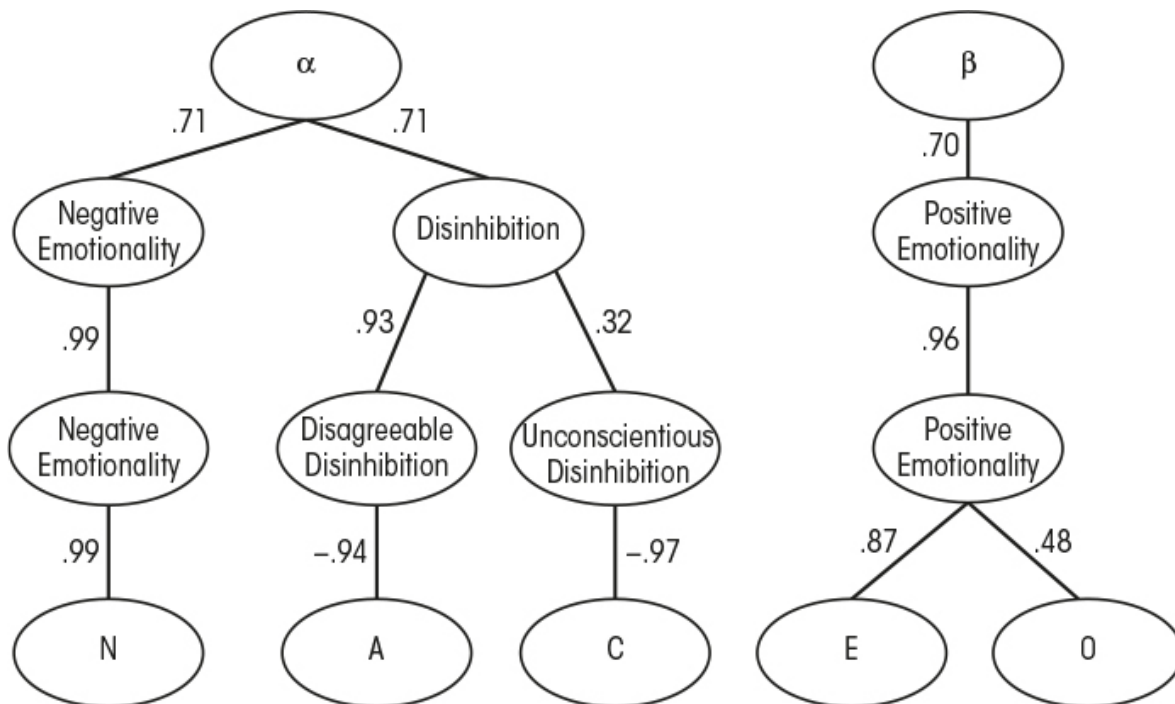 α
β
.71
.71
.70
Negative
Emotionality
Disinhibition
Positive
Emotionality
.99
.93
.32
.96
Negative
Emotionality
Disagreeable
Disinhibition
Unconscientious
Disinhibition
Positive
Emotionality
.99
–.94
–.97
.87
.48
N
A
C
E
O